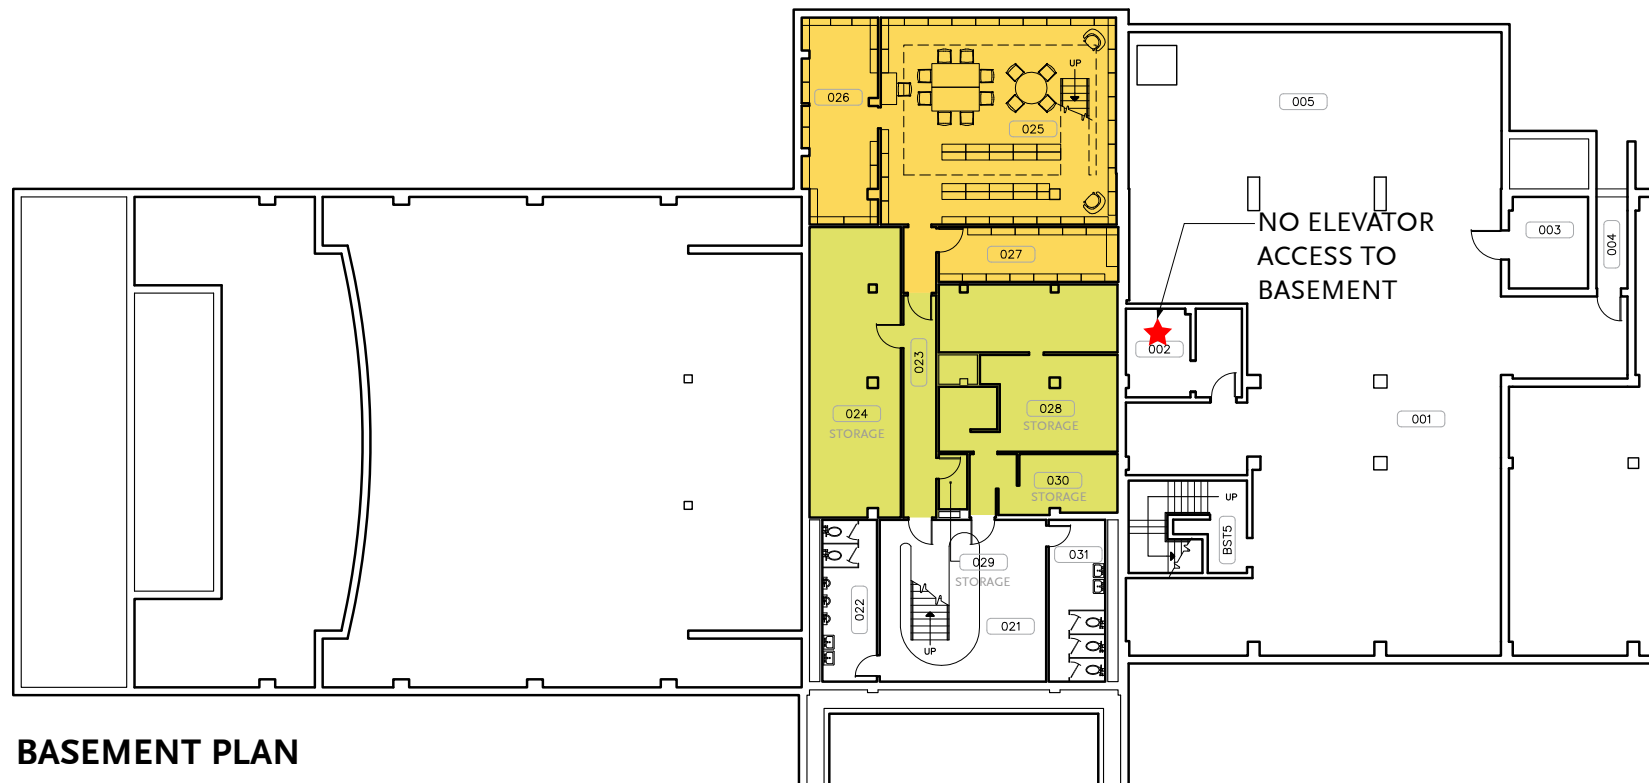 UP
026
005
025
NO ELEVATOR
ACCESS TO
BASEMENT
003
004
027
002
023
024
STORAGE
028
STORAGE
001
030
STORAGE
UP
BST5
029
STORAGE
031
022
021
UP
BASEMENT PLAN